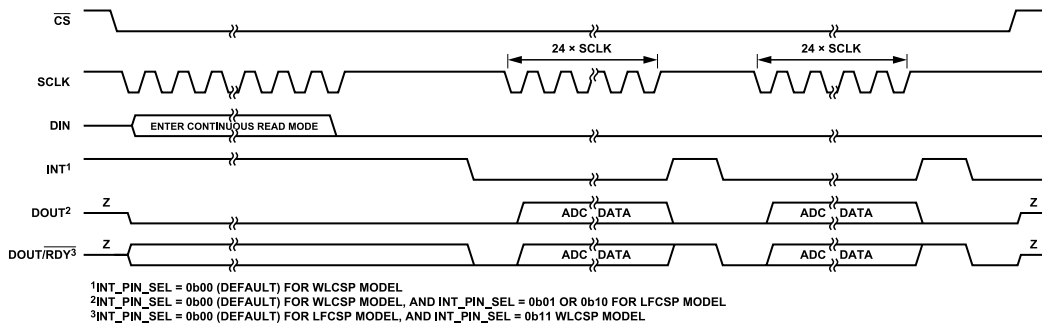 CS
24 × SCLK 24 × SCLK
SCLK
DIN ENTER CONTINUOUS READ MODE
INT¹
DOUT² Z ADC DATA ADC DATA Z
DOUT/RDY³ Z ADC DATA ADC DATA Z
¹INT_PIN_SEL = 0b00 (DEFAULT) FOR WLCSP MODEL
²INT_PIN_SEL = 0b00 (DEFAULT) FOR WLCSP MODEL, AND INT_PIN_SEL = 0b01 OR 0b10 FOR LFCSP MODEL
³INT_PIN_SEL = 0b00 (DEFAULT) FOR LFCSP MODEL, AND INT_PIN_SEL = 0b11 WLCSP MODEL